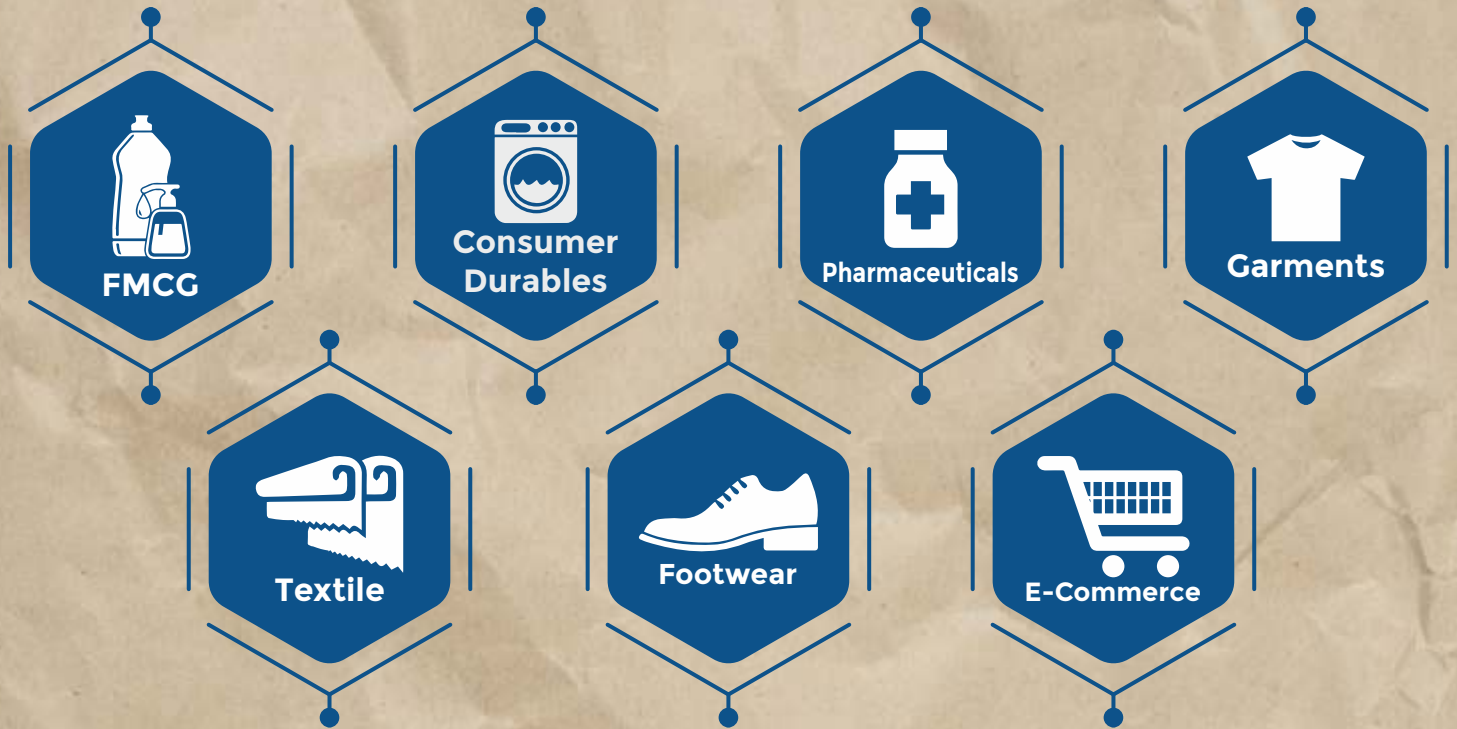 FMCG
Consumer
Durables
Pharmaceuticals
Garments
Textile
Footwear
E-Commerce